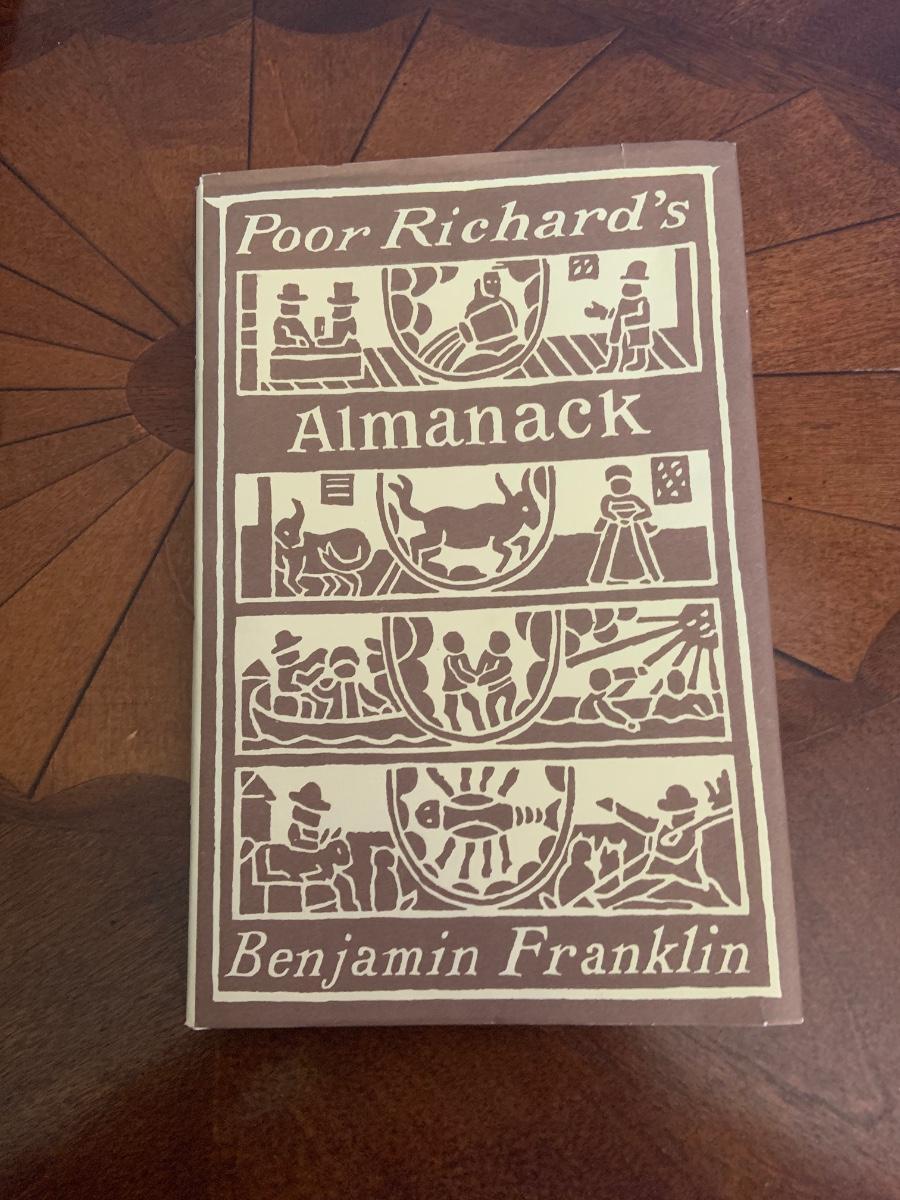 Poor Richard's
Almanack
Benjamin Franklin